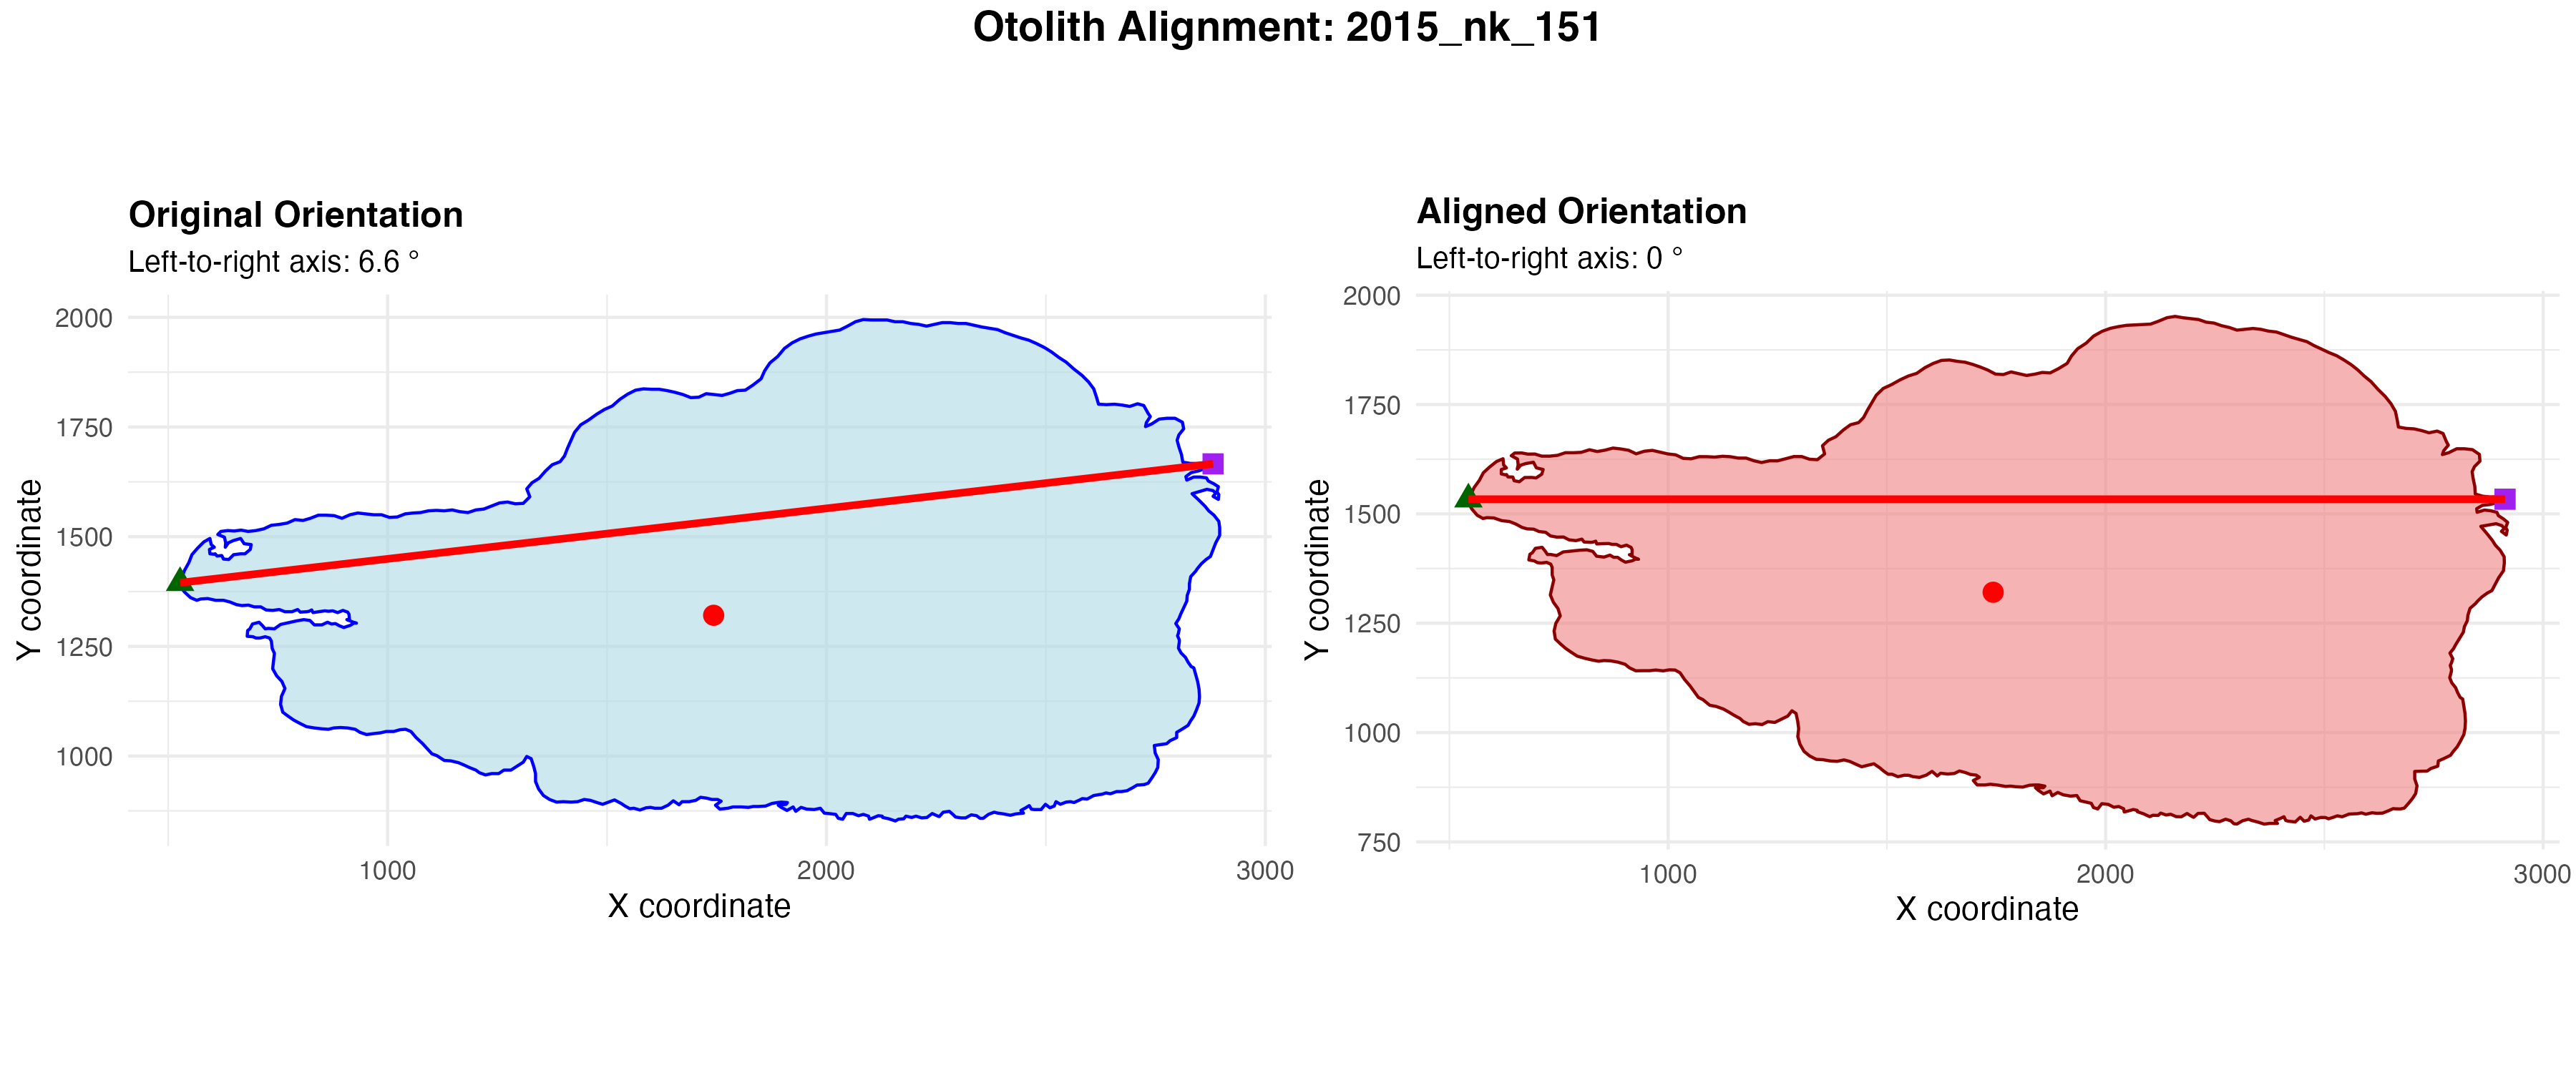 Otolith Alignment: 2015_nk_151
Original Orientation
Left-to-right axis: 6.6 °
2000
1750
1500
1250
1000
Y coordinate
1000
2000
3000
X coordinate
Aligned Orientation
Left-to-right axis: 0 °
2000
1750
1500
1250
1000
750
Y coordinate
1000
2000
3000
X coordinate